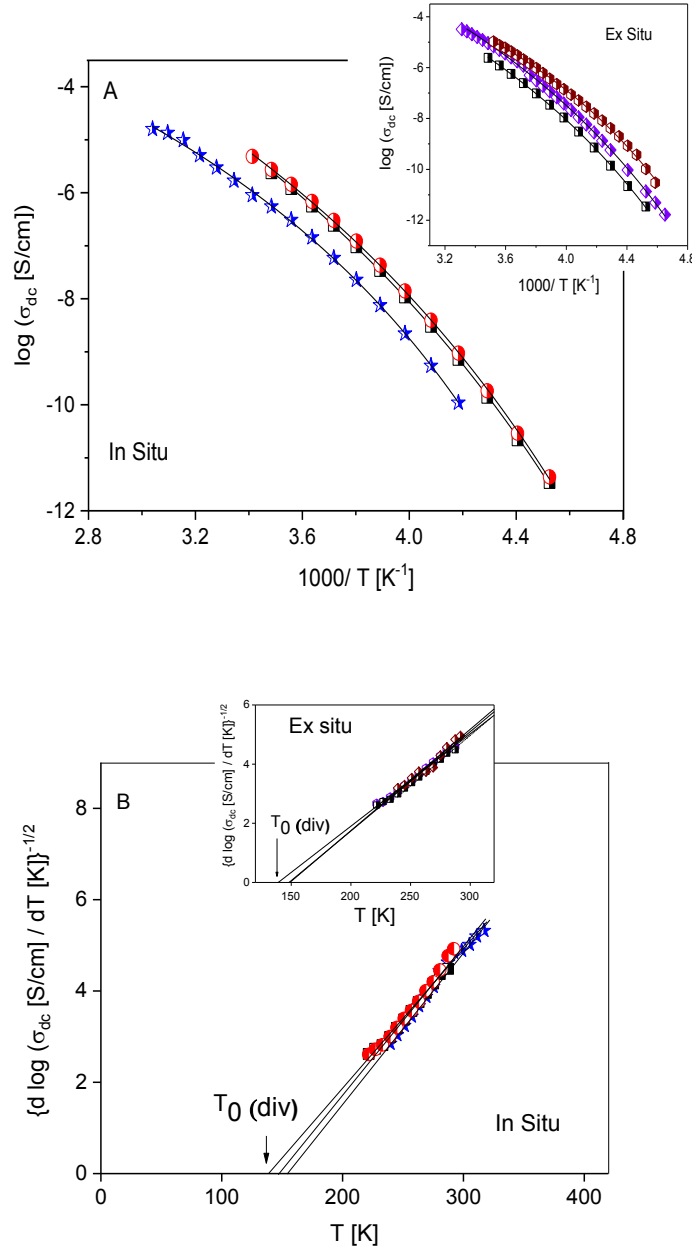 A
Ex Situ
log (σdc [S/cm])
-4
-6
-8
-10
-12
3.2 3.6 4.0 4.4 4.8
1000/ T [K-1]
log (σdc [S/cm])
-4
-6
-8
-10
-12
In Situ
2.8 3.2 3.6 4.0 4.4 4.8
1000/ T [K-1]
B
Ex situ
{d log (σdc [S/cm] / dT [K]}-1/2
6
4
2
0
T0 (div)
150 200 250 300
T [K]
{d log (σdc [S/cm] / dT [K]}-1/2
8
6
4
2
0
T0 (div)
In Situ
0 100 200 300 400
T [K]